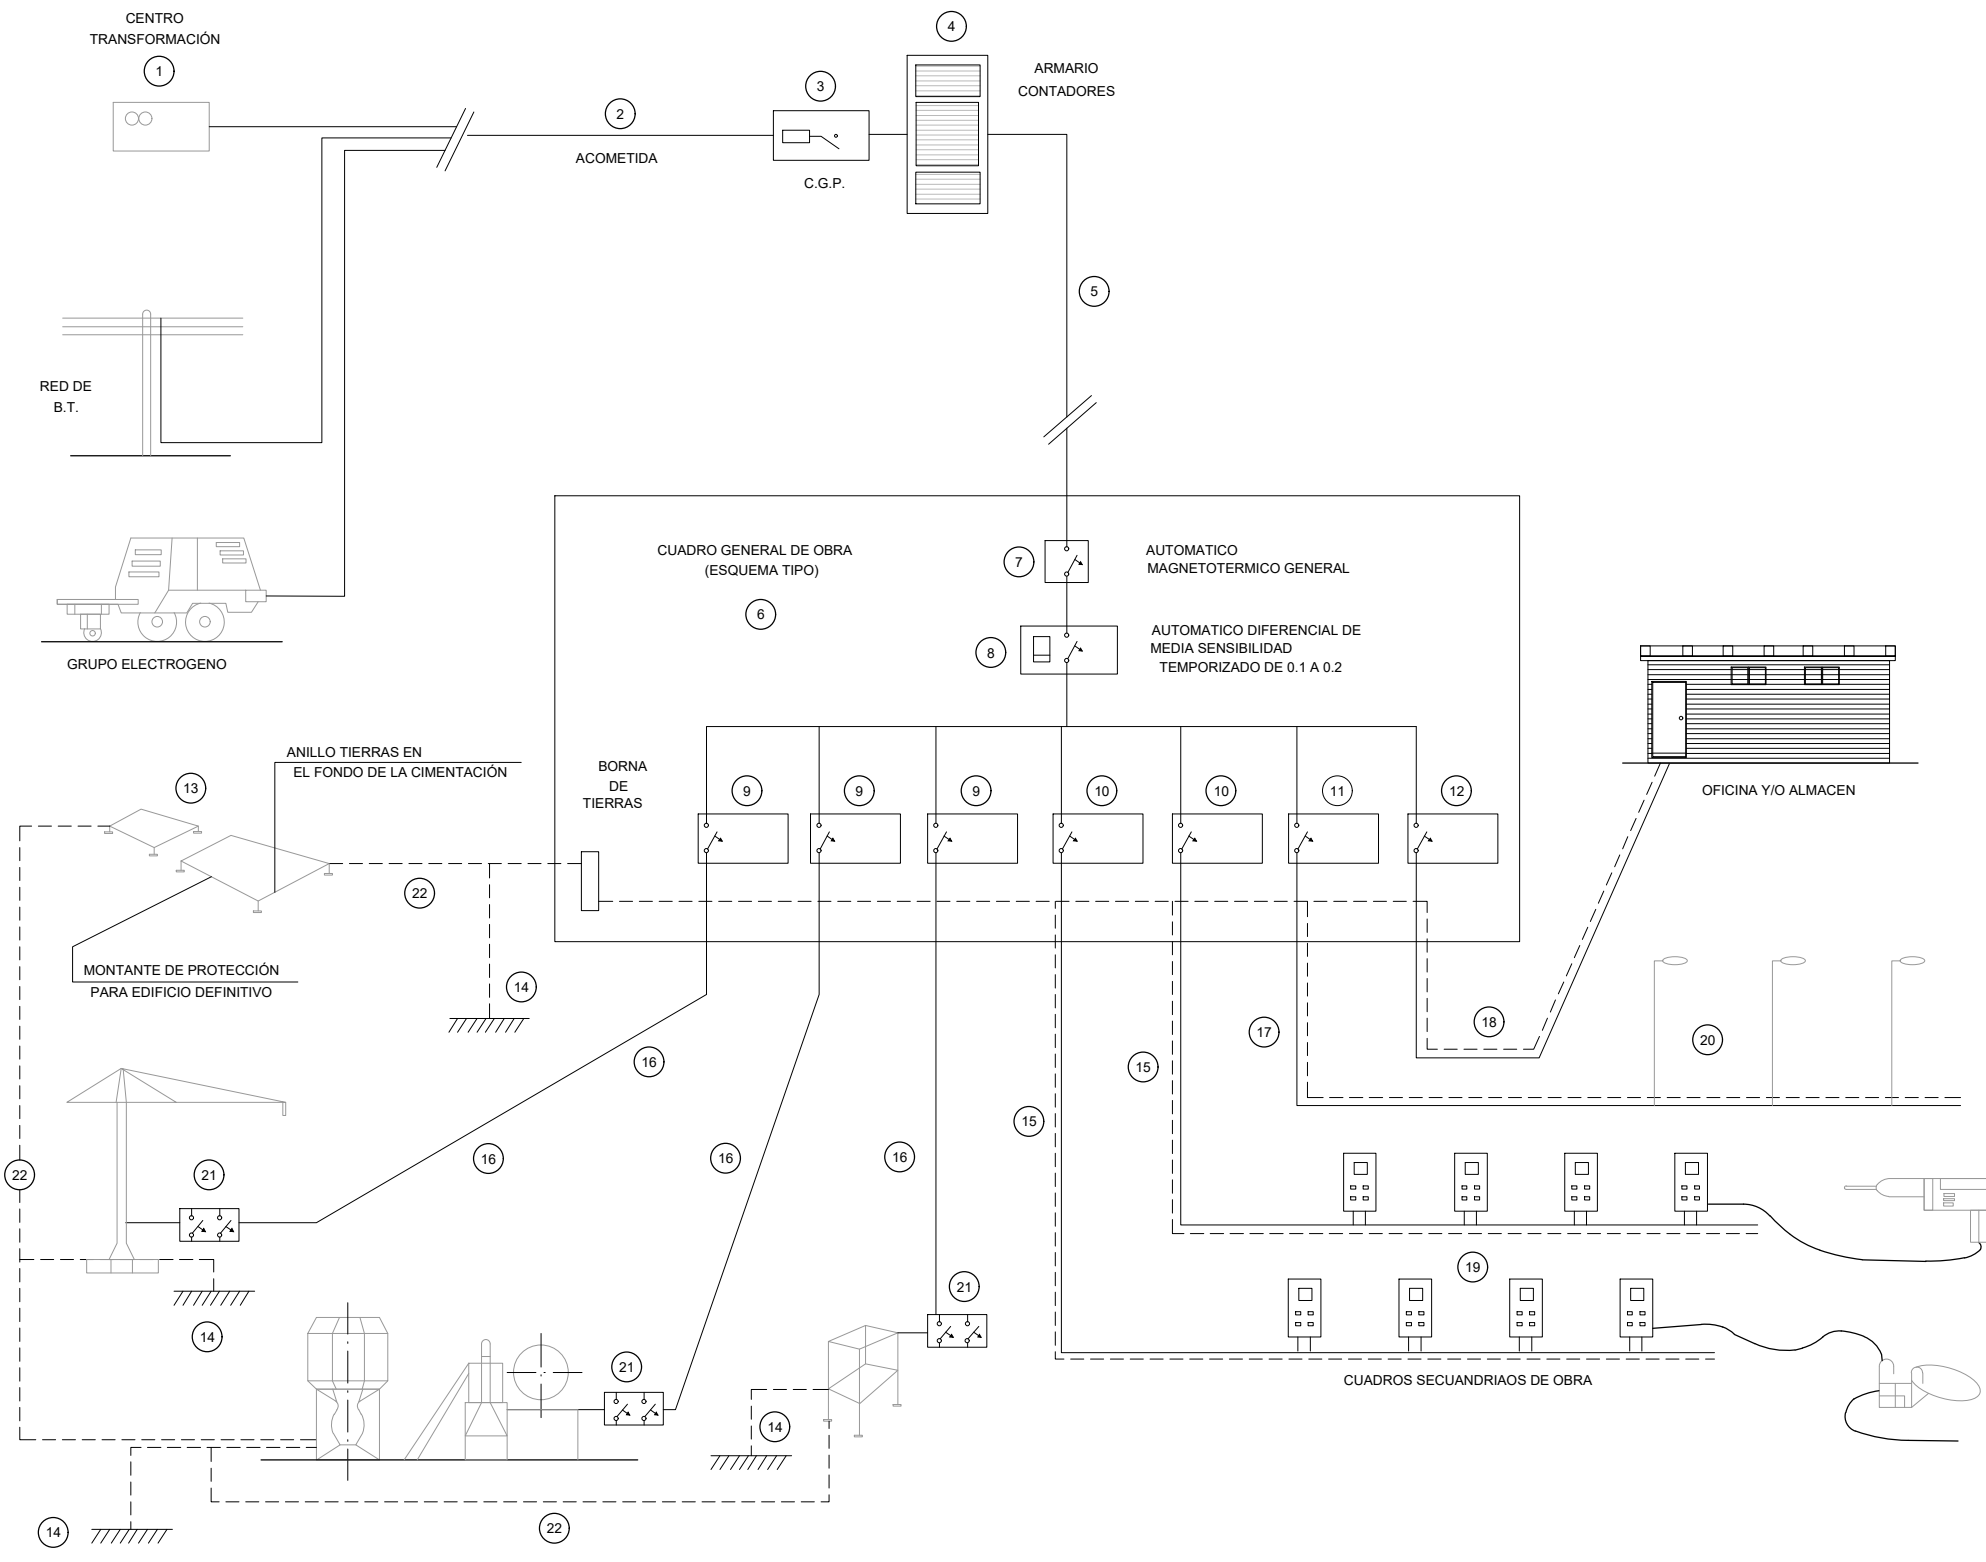 CENTRO
TRANSFORMACIÓN
1
2
ACOMETIDA
3
C.G.P.
4
ARMARIO
CONTADORES
5
RED DE
B.T.
GRUPO ELECTROGENO
CUADRO GENERAL DE OBRA
(ESQUEMA TIPO)
6
7
AUTOMATICO
MAGNETOTERMICO GENERAL
8
AUTOMATICO DIFERENCIAL DE
MEDIA SENSIBILIDAD
TEMPORIZADO DE 0.1 A 0.2
OFICINA Y/O ALMACEN
ANILLO TIERRAS EN
EL FONDO DE LA CIMENTACIÓN
13
BORNA
DE
TIERRAS
9
9
9
10
10
11
12
22
MONTANTE DE PROTECCIÓN
PARA EDIFICIO DEFINITIVO
14
16
15
17
18
20
15
22
21
16
16
16
14
21
19
21
14
CUADROS SECUANDRIAOS DE OBRA
14
22